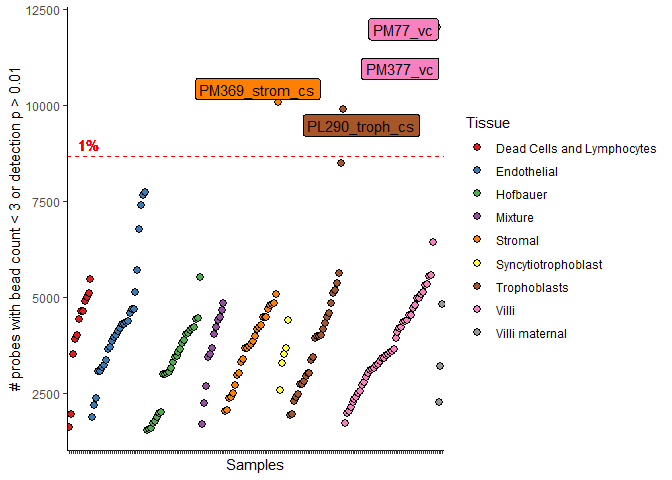 12500
10000
7500
5000
2500
# probes with bead count < 3 or detection p > 0.01
PM77_vc
PM377_vc
PM369_strom_cs
PL290_troph_cs
1%
Samples
Tissue
Dead Cells and Lymphocytes
Endothelial
Hofbauer
Mixture
Stromal
Syncytiotrophoblast
Trophoblasts
Villi
Villi maternal